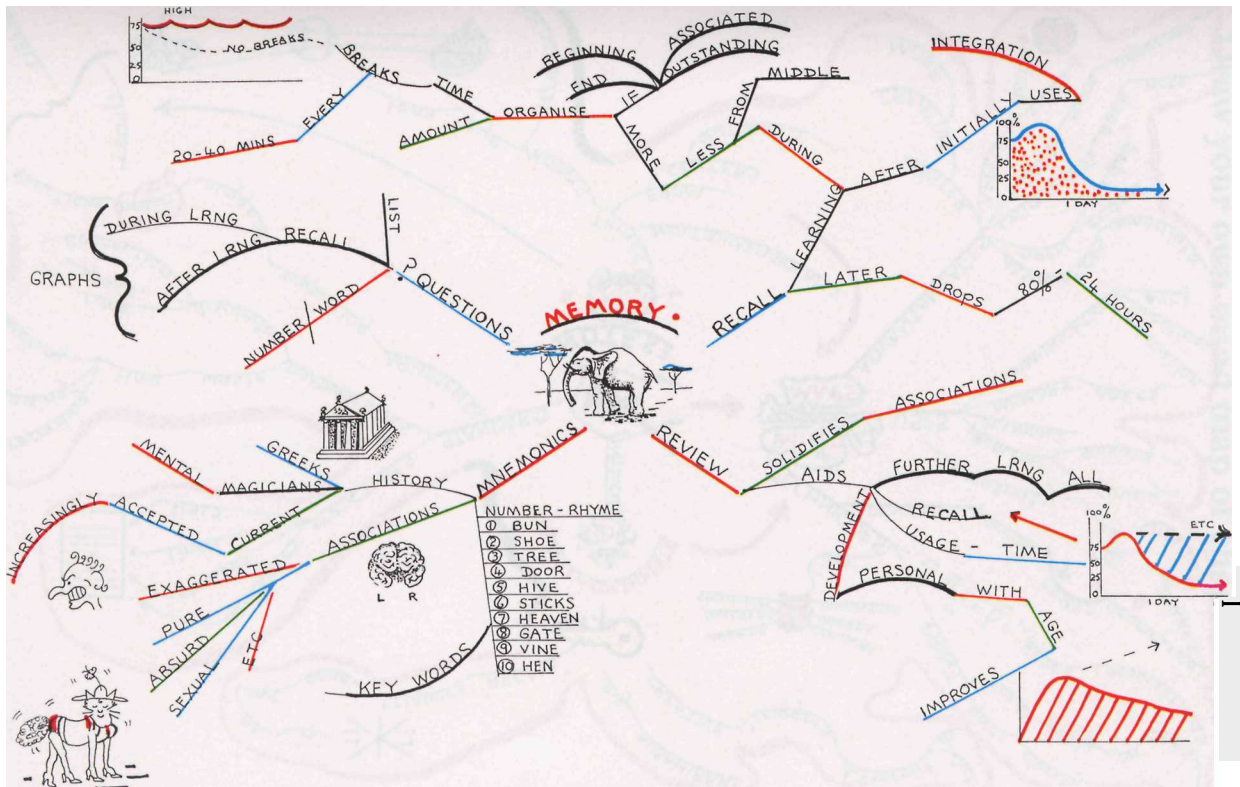 MEMORY.
RECALL
LEARNING
DURING
LESS
FROM
MIDDLE
MORE
IF
BEGINNING
END
ASSOCIATED
OUTSTANDING
ORGANISE
TIME
AMOUNT
BREAKS
EVERY
20-40 MINS
HIGH
75
50
25
0
NO BREAKS
AFTER
INITIALLY
USES
INTEGRATION
100%
75
50
25
0
1 DAY
LATER
DROPS
80%
24 HOURS
REVIEW
SOLIDIFIES
ASSOCIATIONS
AIDS
FURTHER
LRNG
ALL
RECALL
USAGE -
TIME
100%
75
50
25
0
ETC
1 DAY
DEVELOPMENT
PERSONAL
WITH
AGE
IMPROVES
MNEMONICS
HISTORY
GREEKS
MAGICIANS
MENTAL
CURRENT
ACCEPTED
INCREASINGLY
ASSOCIATIONS
EXAGGERATED
PURE
ABSURD
SEXUAL
ETC
L R
NUMBER-RHYME
1 BUN
2 SHOE
3 TREE
4 DOOR
5 HIVE
6 STICKS
7 HEAVEN
8 GATE
9 VINE
10 HEN
KEY WORDS
? QUESTIONS
LIST
NUMBER/WORD
AFTER LRNG RECALL
DURING LRNG
GRAPHS